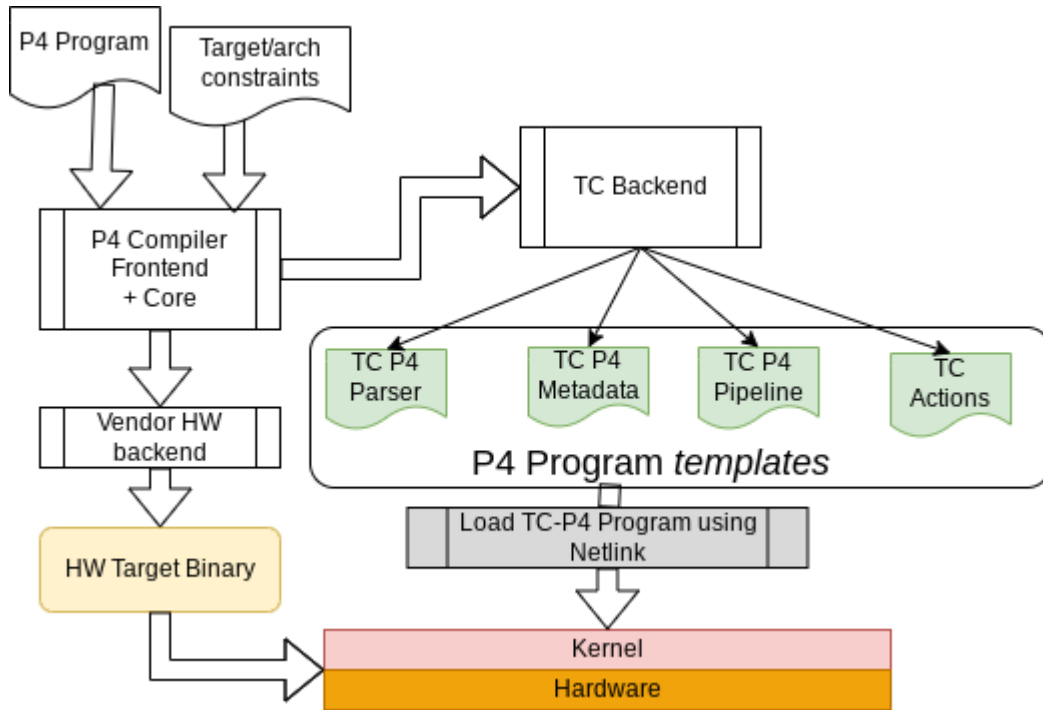 P4 Program
Target/arch
constraints
TC Backend
P4 Compiler
Frontend
+ Core
TC P4
Parser
TC P4
Metadata
TC P4
Pipeline
TC
Actions
P4 Program templates
Vendor HW
backend
Load TC-P4 Program using
Netlink
HW Target Binary
Kernel
Hardware